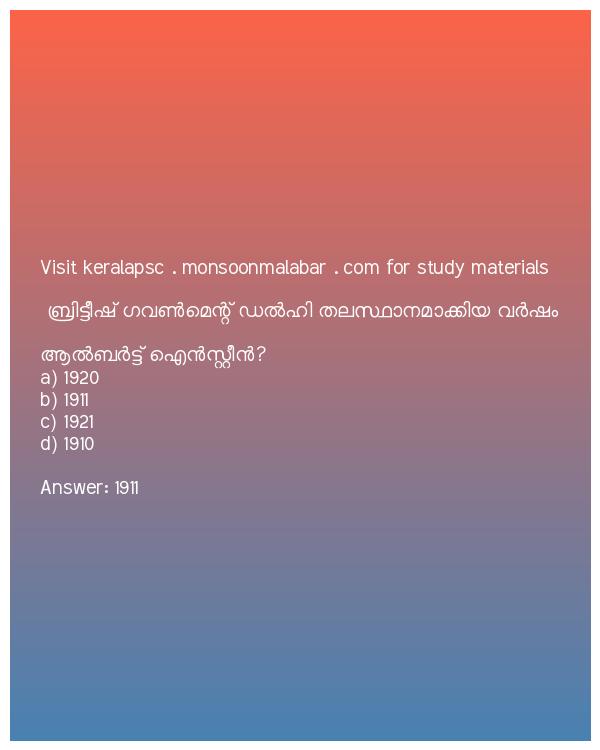 Visit keralapsc . monsoonmalabar . com for study materials
ബ്രിട്ടീഷ് ഗവൺമെന്റ് ഡൽഹി തലസ്ഥാനമാക്കിയ വർഷം
ആൽബർട്ട് ഐൻസ്റ്റീൻ?
a) 1920
b) 1911
c) 1921
d) 1910
Answer: 1911